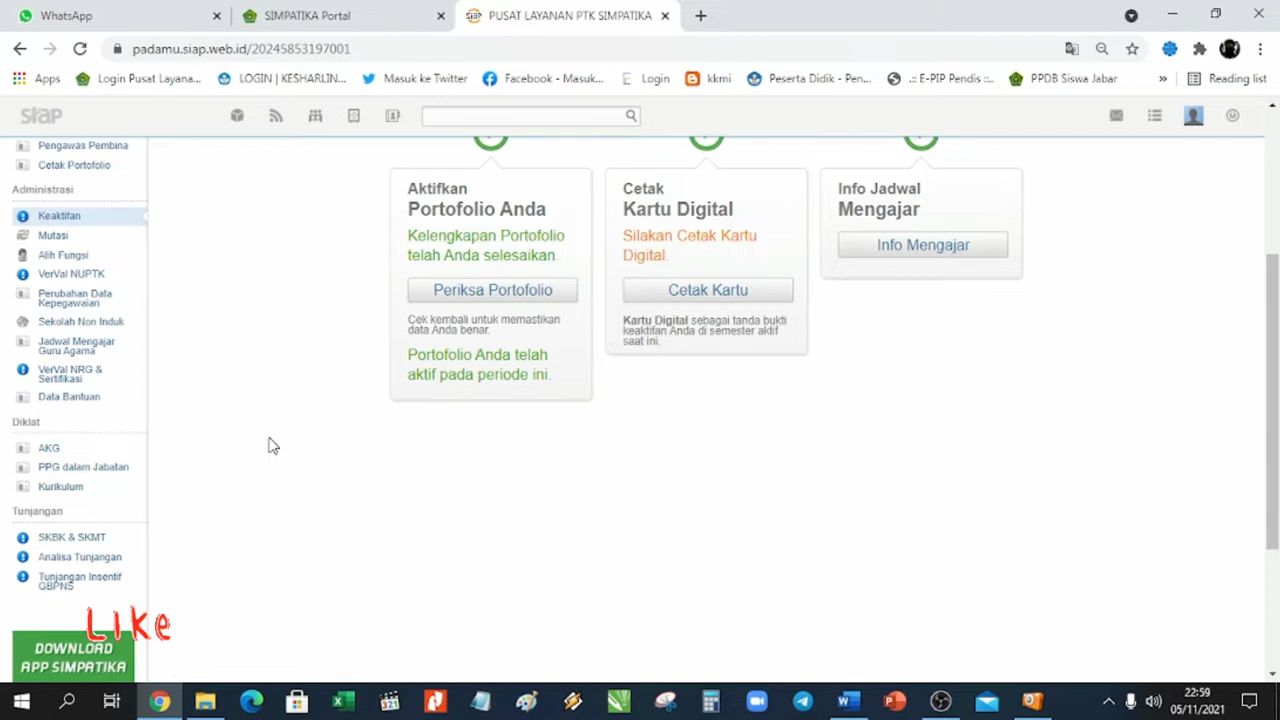 WhatsApp
SIMPATIKA Portal
PUSAT LAYANAN PTK SIMPATIKA
padamu.siap.web.id/20245853197001
Apps
Login Pusat Layana...
LOGIN | KESHARLIN...
Masuk ke Twitter
Facebook - Masuk...
Login
kkmi
Peserta Didik - Pen...
.:: E-PIP Pendis ::..
PPDB Siswa Jabar
»
Reading list
siap
Pengawas Pembina
Cetak Portofolio
Administrasi
Keaktifan
Mutasi
Alih Fungsi
VerVal NUPTK
Perubahan Data
Kepegawaian
Sekolah Non Induk
Jadwal Mengajar
Guru Agama
VerVal NRG &
Sertifikasi
Data Bantuan
Diklat
AKG
PPG dalam Jabatan
Kurikulum
Tunjangan
SKBK & SKMT
Analisa Tunjangan
Tunjangan Insentif
GBPNS
Like
DOWNLOAD
APP SIMPATIKA
Aktifkan
Portofolio Anda
Kelengkapan Portofolio
telah Anda selesaikan.
Periksa Portofolio
Cek kembali untuk memastikan
data Anda benar.
Portofolio Anda telah
aktif pada periode ini.
Cetak
Kartu Digital
Silakan Cetak Kartu
Digital.
Cetak Kartu
Kartu Digital sebagai tanda bukti
keaktifan Anda di semester aktif
saat ini.
Info Jadwal
Mengajar
Info Mengajar
22:59
05/11/2021